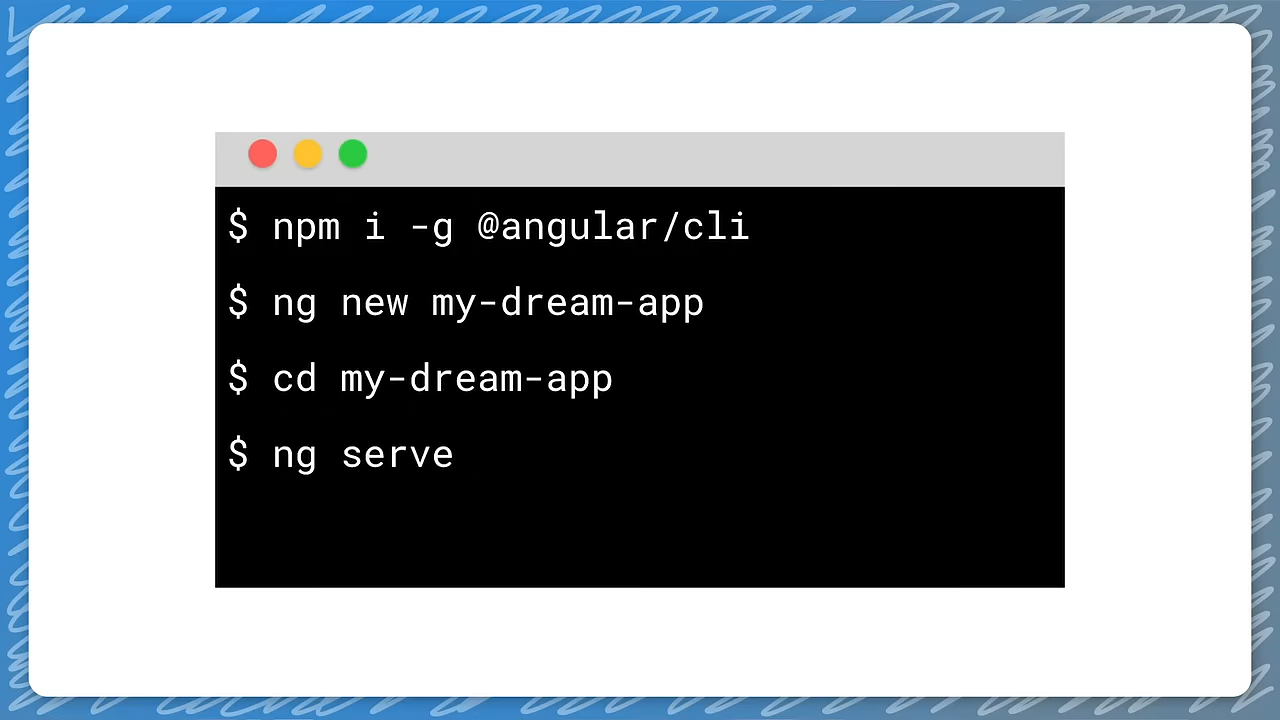 $ npm i -g @angular/cli
$ ng new my-dream-app
$ cd my-dream-app
$ ng serve